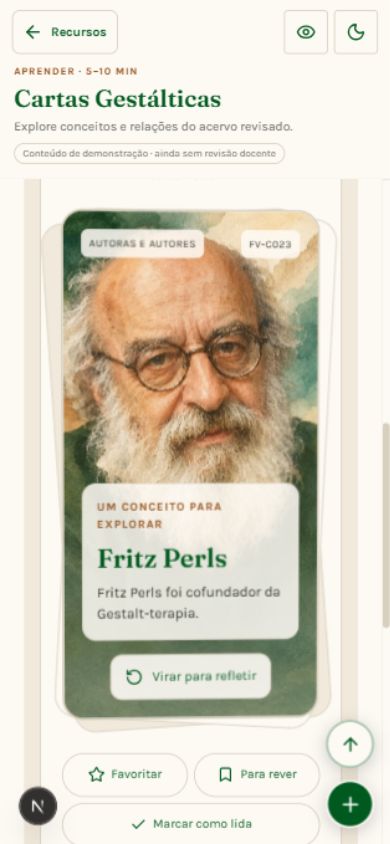 Recursos
APRENDER · 5–10 MIN
Cartas Gestálticas
Explore conceitos e relações do acervo revisado.
Conteúdo de demonstração · ainda sem revisão docente
AUTORAS E AUTORES
FV-C023
UM CONCEITO PARA
EXPLORAR
Fritz Perls
Fritz Perls foi cofundador da
Gestalt-terapia.
Virar para refletir
Favoritar
Para rever
Marcar como lida
N